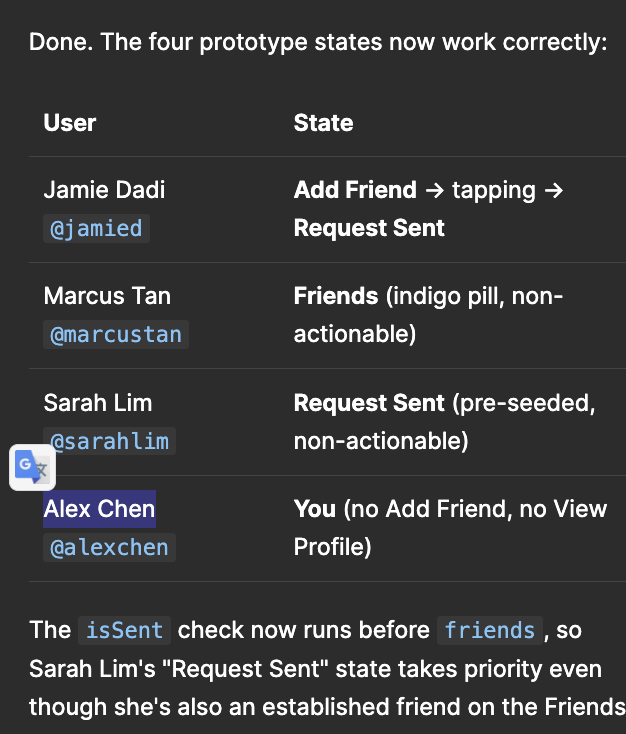 Done. The four prototype states now work correctly:
User State
Jamie Dadi Add Friend → tapping →
@jamied Request Sent
Marcus Tan Friends (indigo pill, non-
@marcustan actionable)
Sarah Lim Request Sent (pre-seeded,
@sarahlim non-actionable)
Alex Chen You (no Add Friend, no View
@alexchen Profile)
The isSent check now runs before friends, so
Sarah Lim's "Request Sent" state takes priority even
though she's also an established friend on the Friends